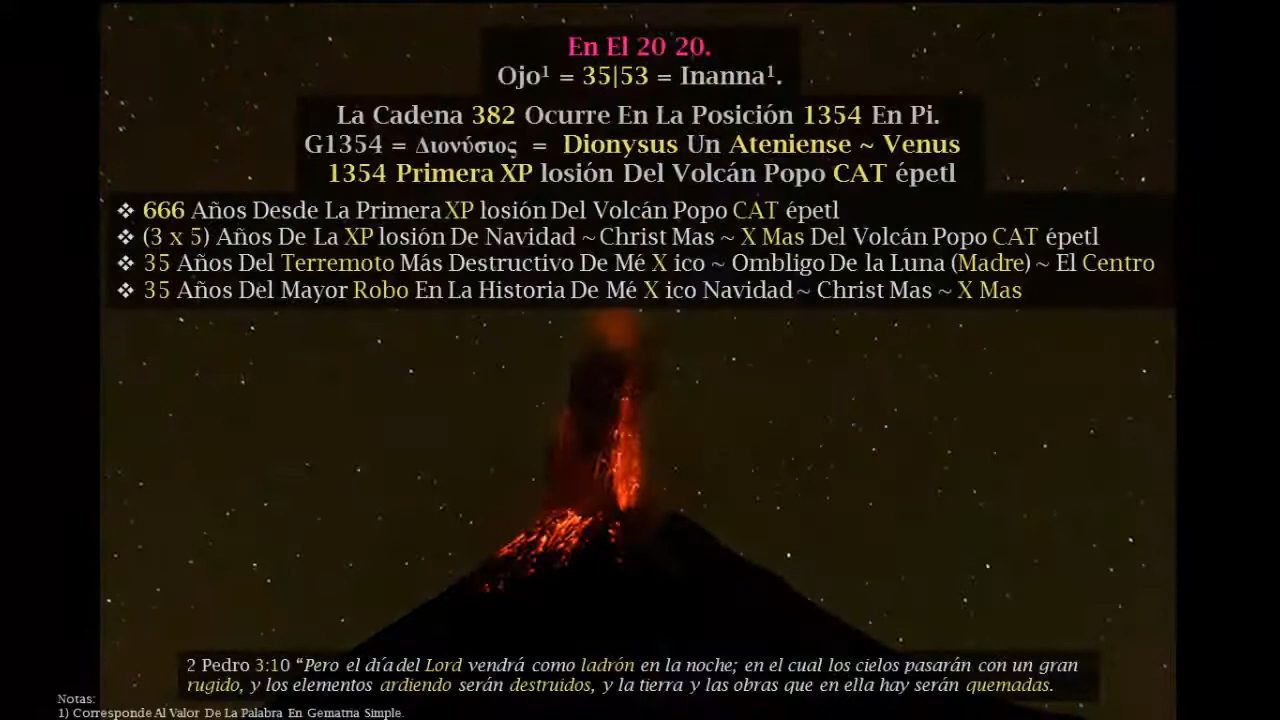 En El 20 20.
Ojo¹ = 35|53 = Inanna¹.
La Cadena 382 Ocurre En La Posición 1354 En Pi.
G1354 = Διονύσιος = Dionysus Un Ateniense ~ Venus
1354 Primera XP losión Del Volcán Popo CAT épetl
❖ 666 Años Desde La Primera XP losión Del Volcán Popo CAT épetl
❖ (3 x 5) Años De La XP losión De Navidad ~ Christ Mas ~ X Mas Del Volcán Popo CAT épetl
❖ 35 Años Del Terremoto Más Destructivo De Mé X ico ~ Ombligo De la Luna (Madre) ~ El Centro
❖ 35 Años Del Mayor Robo En La Historia De Mé X ico Navidad ~ Christ Mas ~ X Mas
2 Pedro 3:10 “Pero el día del Lord vendrá como ladrón en la noche; en el cual los cielos pasarán con un gran
rugido, y los elementos ardiendo serán destruidos, y la tierra y las obras que en ella hay serán quemadas.
Notas:
1) Corresponde Al Valor De La Palabra En Gematria Simple.